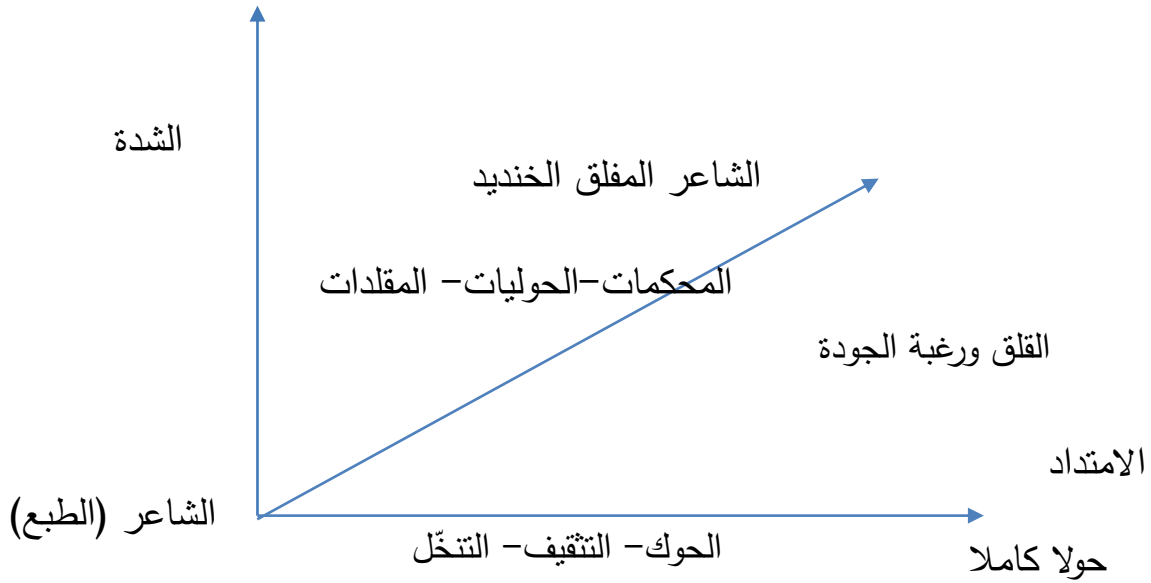 الشدة
الشاعر المفلق الخنديد
المحكمات-الحوليات- المقلدات
القلق ورغبة الجودة
الامتداد
الشاعر (الطبع)
الحوك- التثقيف- التنخّل
حولا كاملا